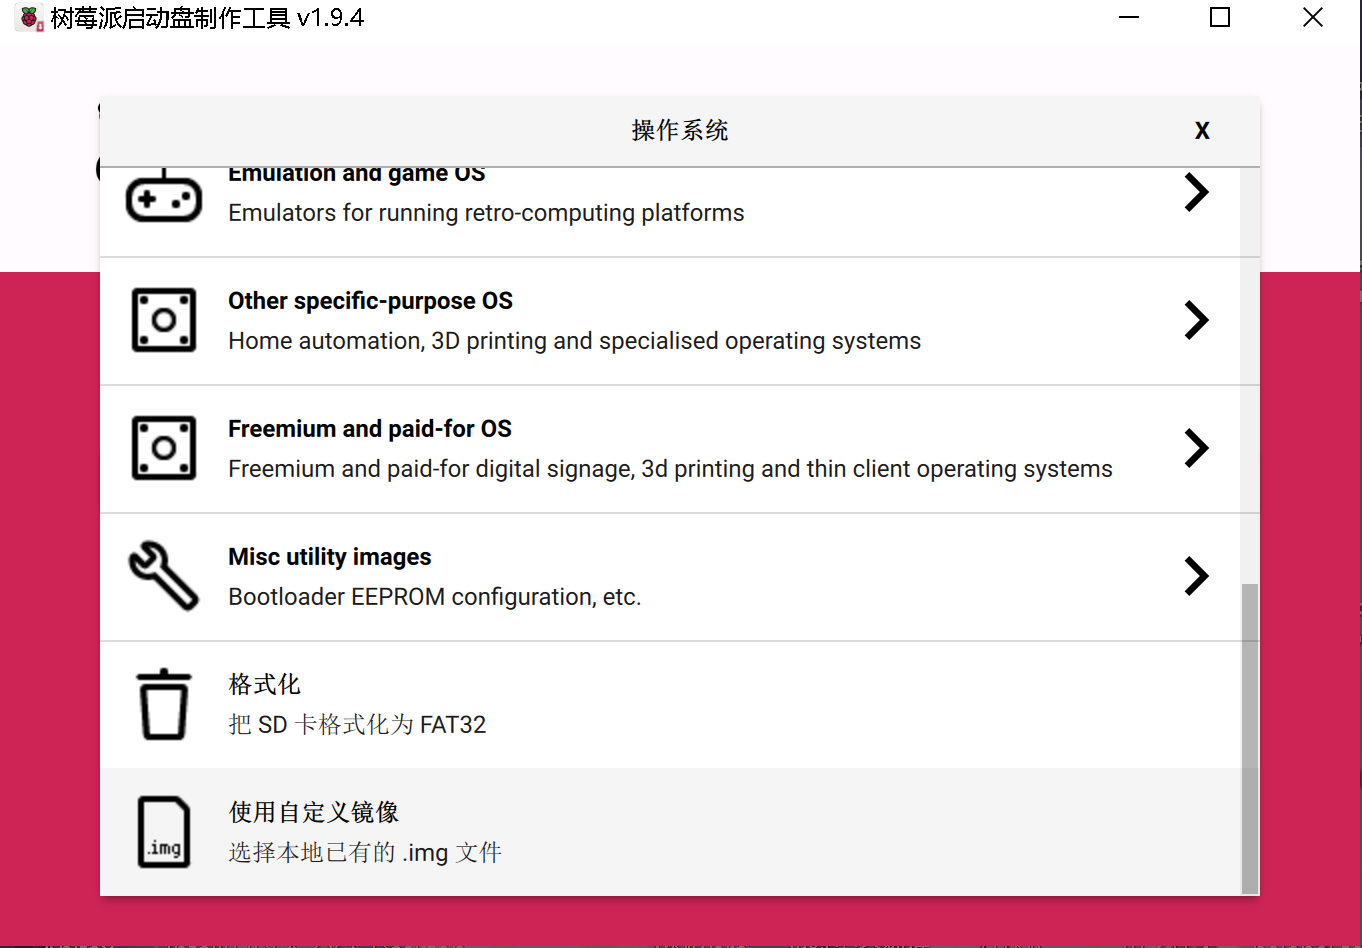 树莓派启动盘制作工具 v1.9.4
操作系统
X
Emulation and game OS
Emulators for running retro-computing platforms
Other specific-purpose OS
Home automation, 3D printing and specialised operating systems
Freemium and paid-for OS
Freemium and paid-for digital signage, 3d printing and thin client operating systems
Misc utility images
Bootloader EEPROM configuration, etc.
格式化
把 SD 卡格式化为 FAT32
.img
使用自定义镜像
选择本地已有的 .img 文件